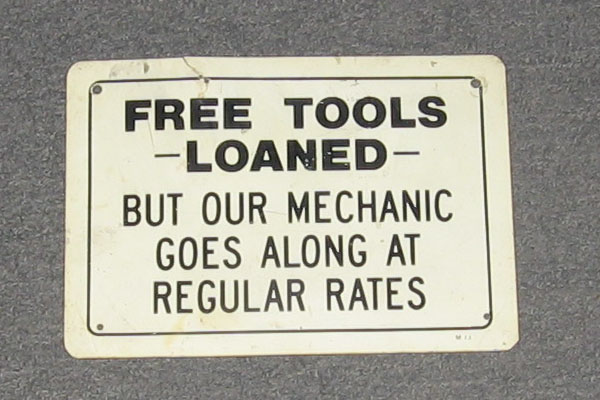 FREE TOOLS
-LOANED-
BUT OUR MECHANIC
GOES ALONG AT
REGULAR RATES